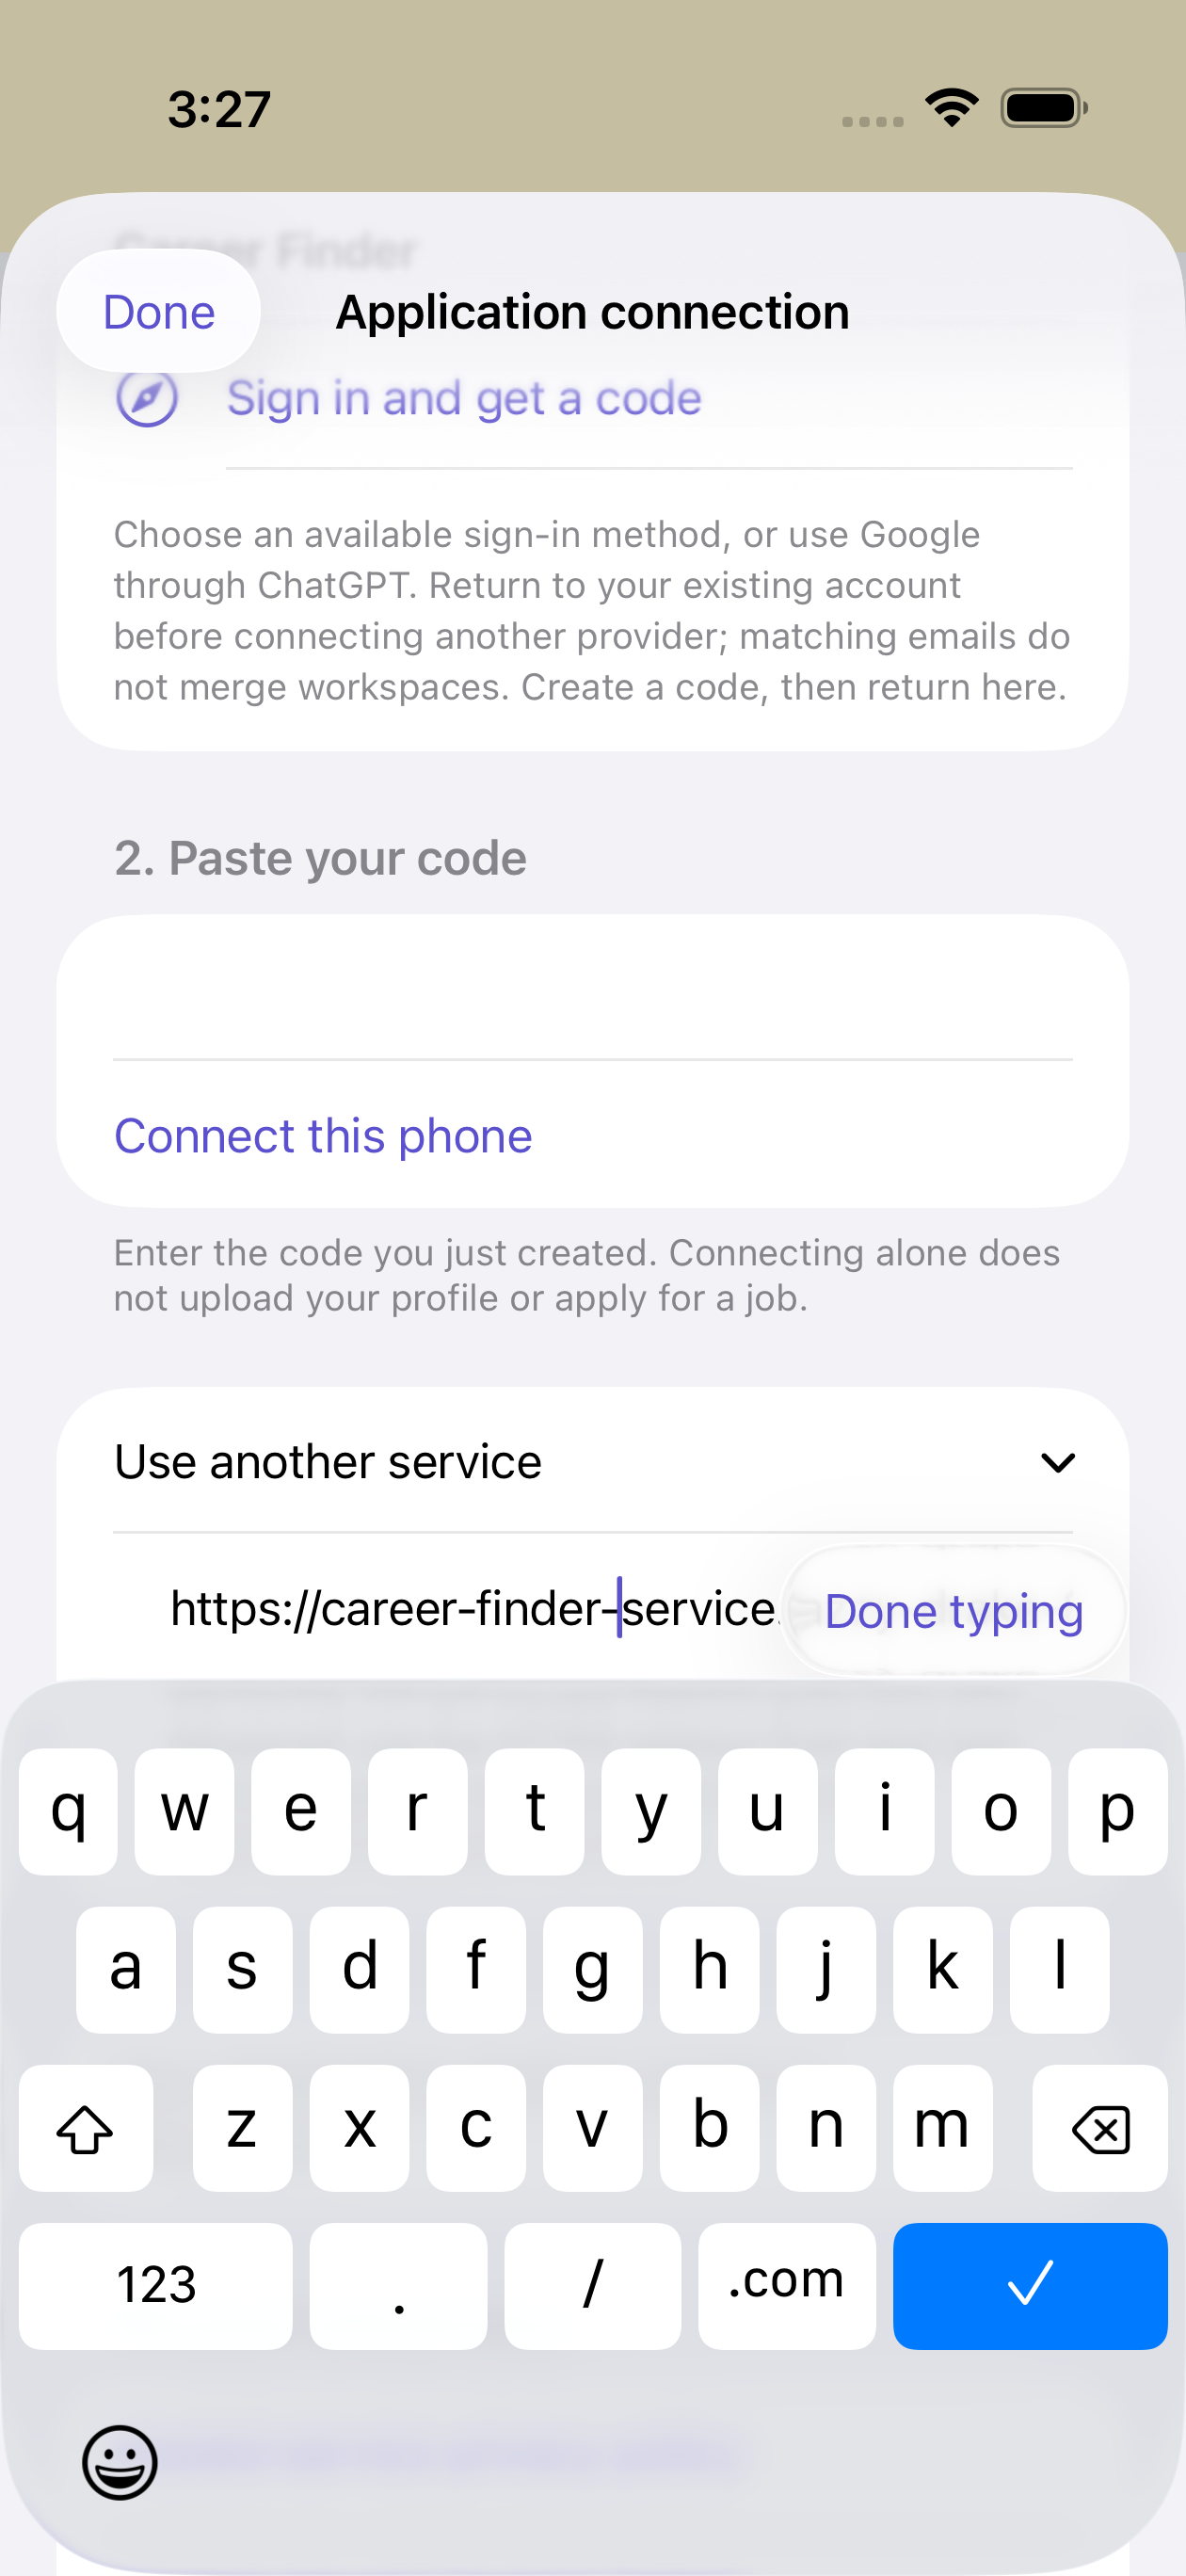 3:27
Career Finder
Done
Application connection
Sign in and get a code
Choose an available sign-in method, or use Google
through ChatGPT. Return to your existing account
before connecting another provider; matching emails do
not merge workspaces. Create a code, then return here.
2. Paste your code
Connect this phone
Enter the code you just created. Connecting alone does
not upload your profile or apply for a job.
Use another service
https://career-finder-service.
Done typing
q w e r t y u i o p
a s d f g h j k l
z x c v b n m
123 . / .com